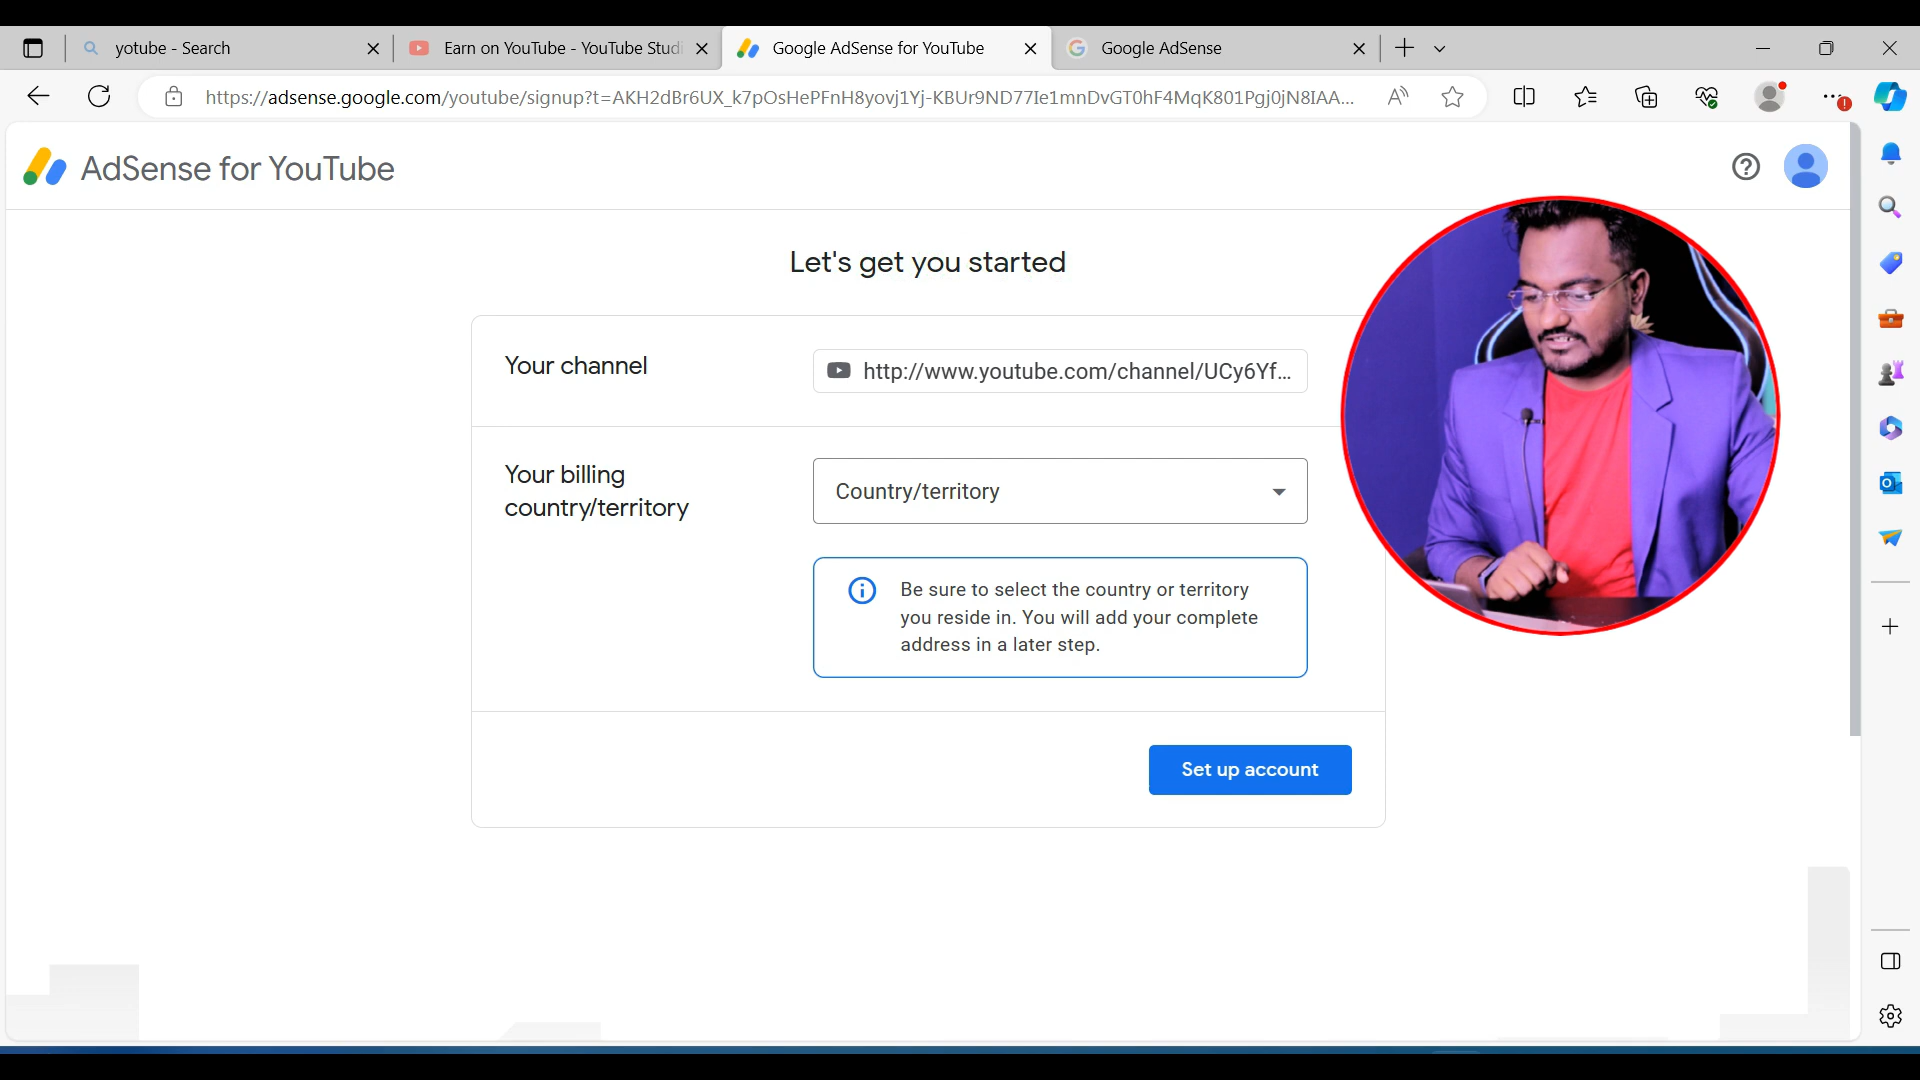 yotube - Search
Earn on YouTube - YouTube Studi
Google AdSense for YouTube
Google AdSense
https://adsense.google.com/youtube/signup?t=AKH2dBr6UX_k7pOsHePFnH8yovj1Yj-KBUr9ND77Ie1mnDvGT0hF4MqK801Pgj0jN8IAA...
AdSense for YouTube
Let's get you started
Your channel
http://www.youtube.com/channel/UCy6Yf...
Your billing
country/territory
Country/territory
Be sure to select the country or territory
you reside in. You will add your complete
address in a later step.
Set up account